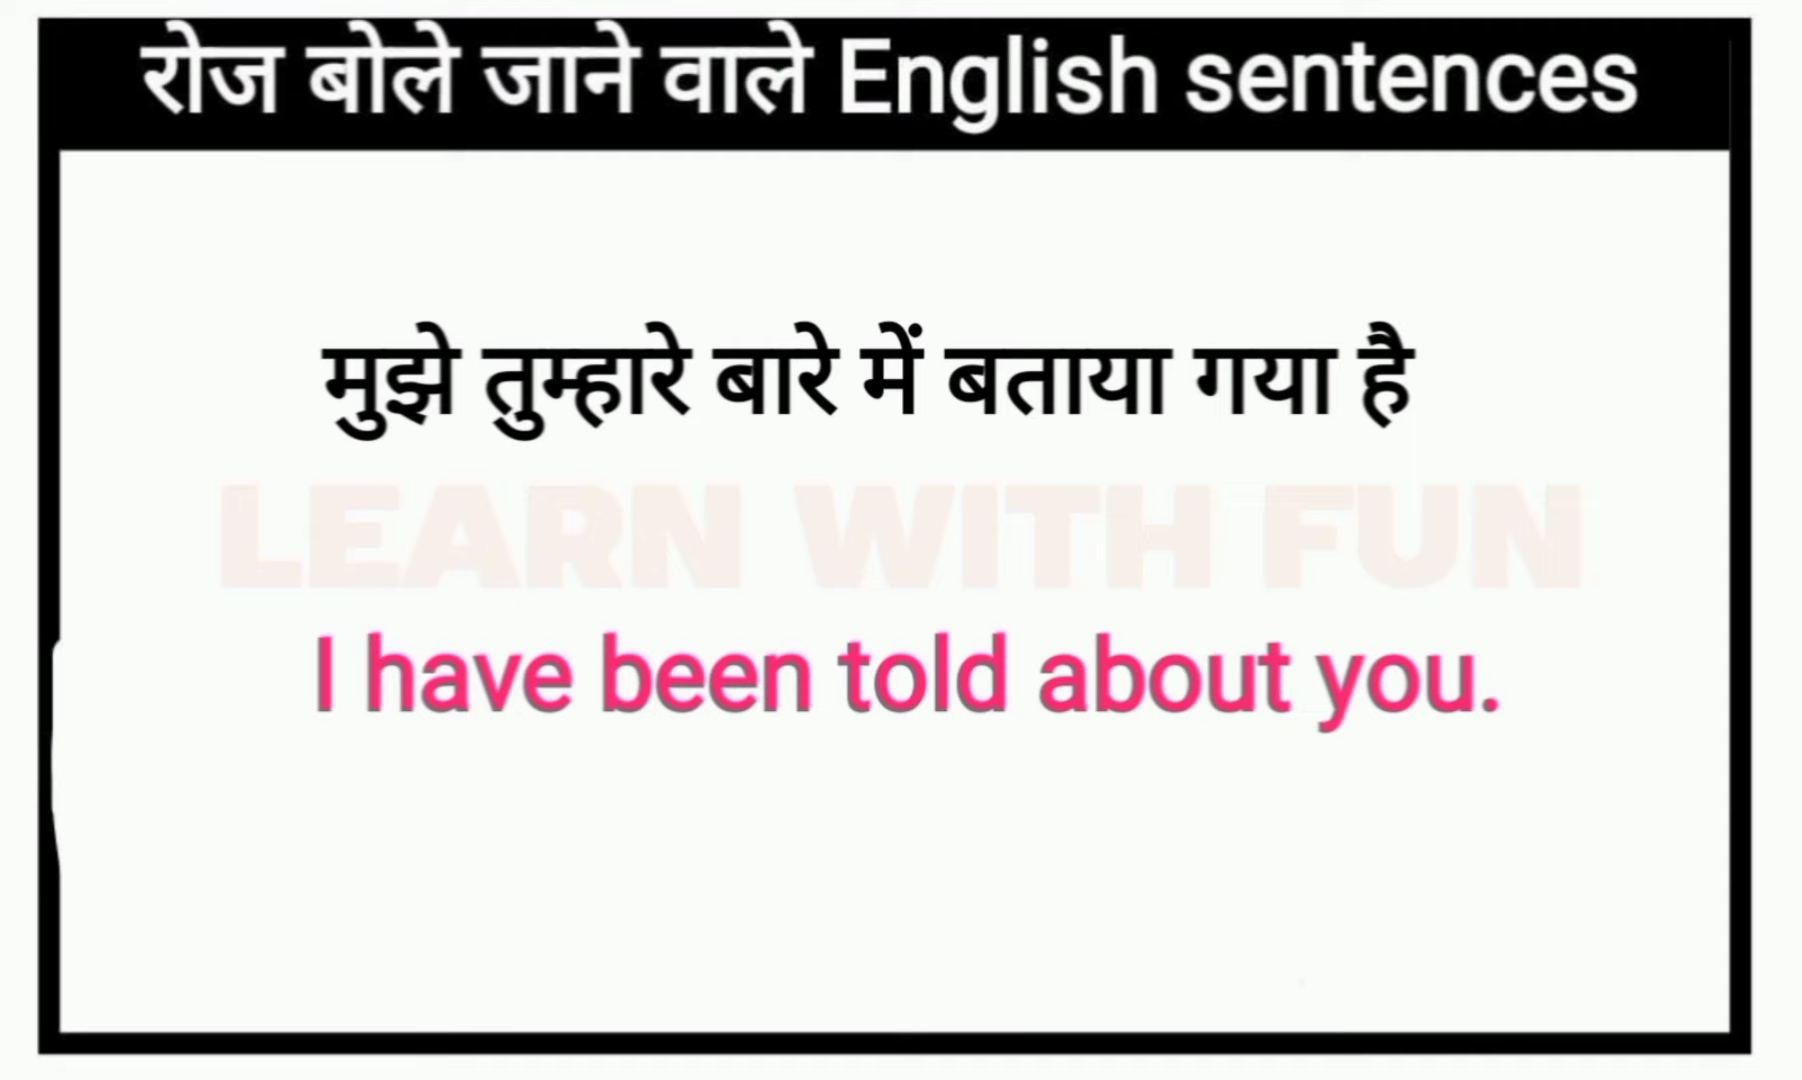 रोज बोले जाने वाले English sentences
मुझे तुम्हारे बारे में बताया गया है
LEARN WITH FUN
I have been told about you.